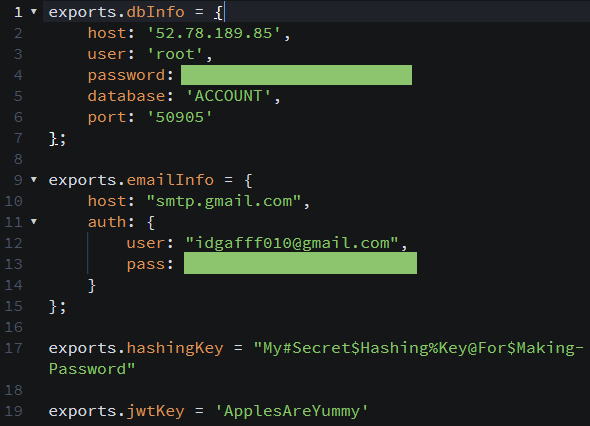 1 exports.dbInfo = {
2 host: '52.78.189.85',
3 user: 'root',
4 password:
5 database: 'ACCOUNT',
6 port: '50905'
7 };
8
9 exports.emailInfo = {
10 host: "smtp.gmail.com",
11 auth: {
12 user: "idgafff010@gmail.com",
13 pass:
14 }
15 };
16
17 exports.hashingKey = "My#Secret$Hashing%Key@For$Making-
Password"
18
19 exports.jwtKey = 'ApplesAreYummy'